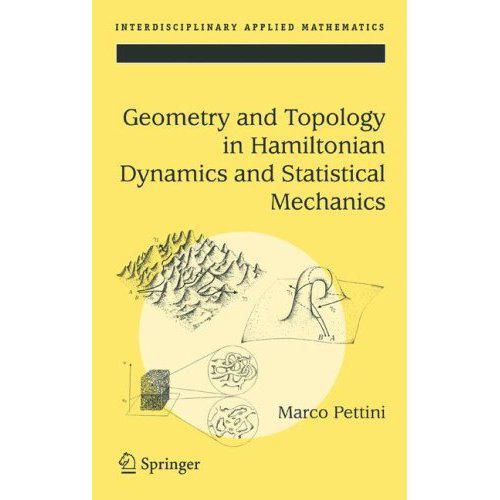 INTERDISCIPLINARY APPLIED MATHEMATICS
Geometry and Topology
in Hamiltonian
Dynamics and Statistical
Mechanics
A
B
B A
Marco Pettini
Springer